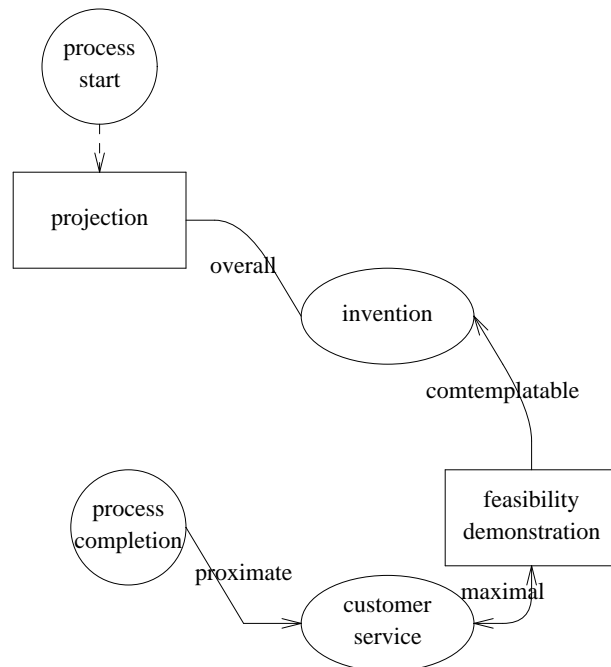 process
start
projection
overall
invention
comtemplatable
feasibility
demonstration
process
completion
proximate
maximal
customer
service